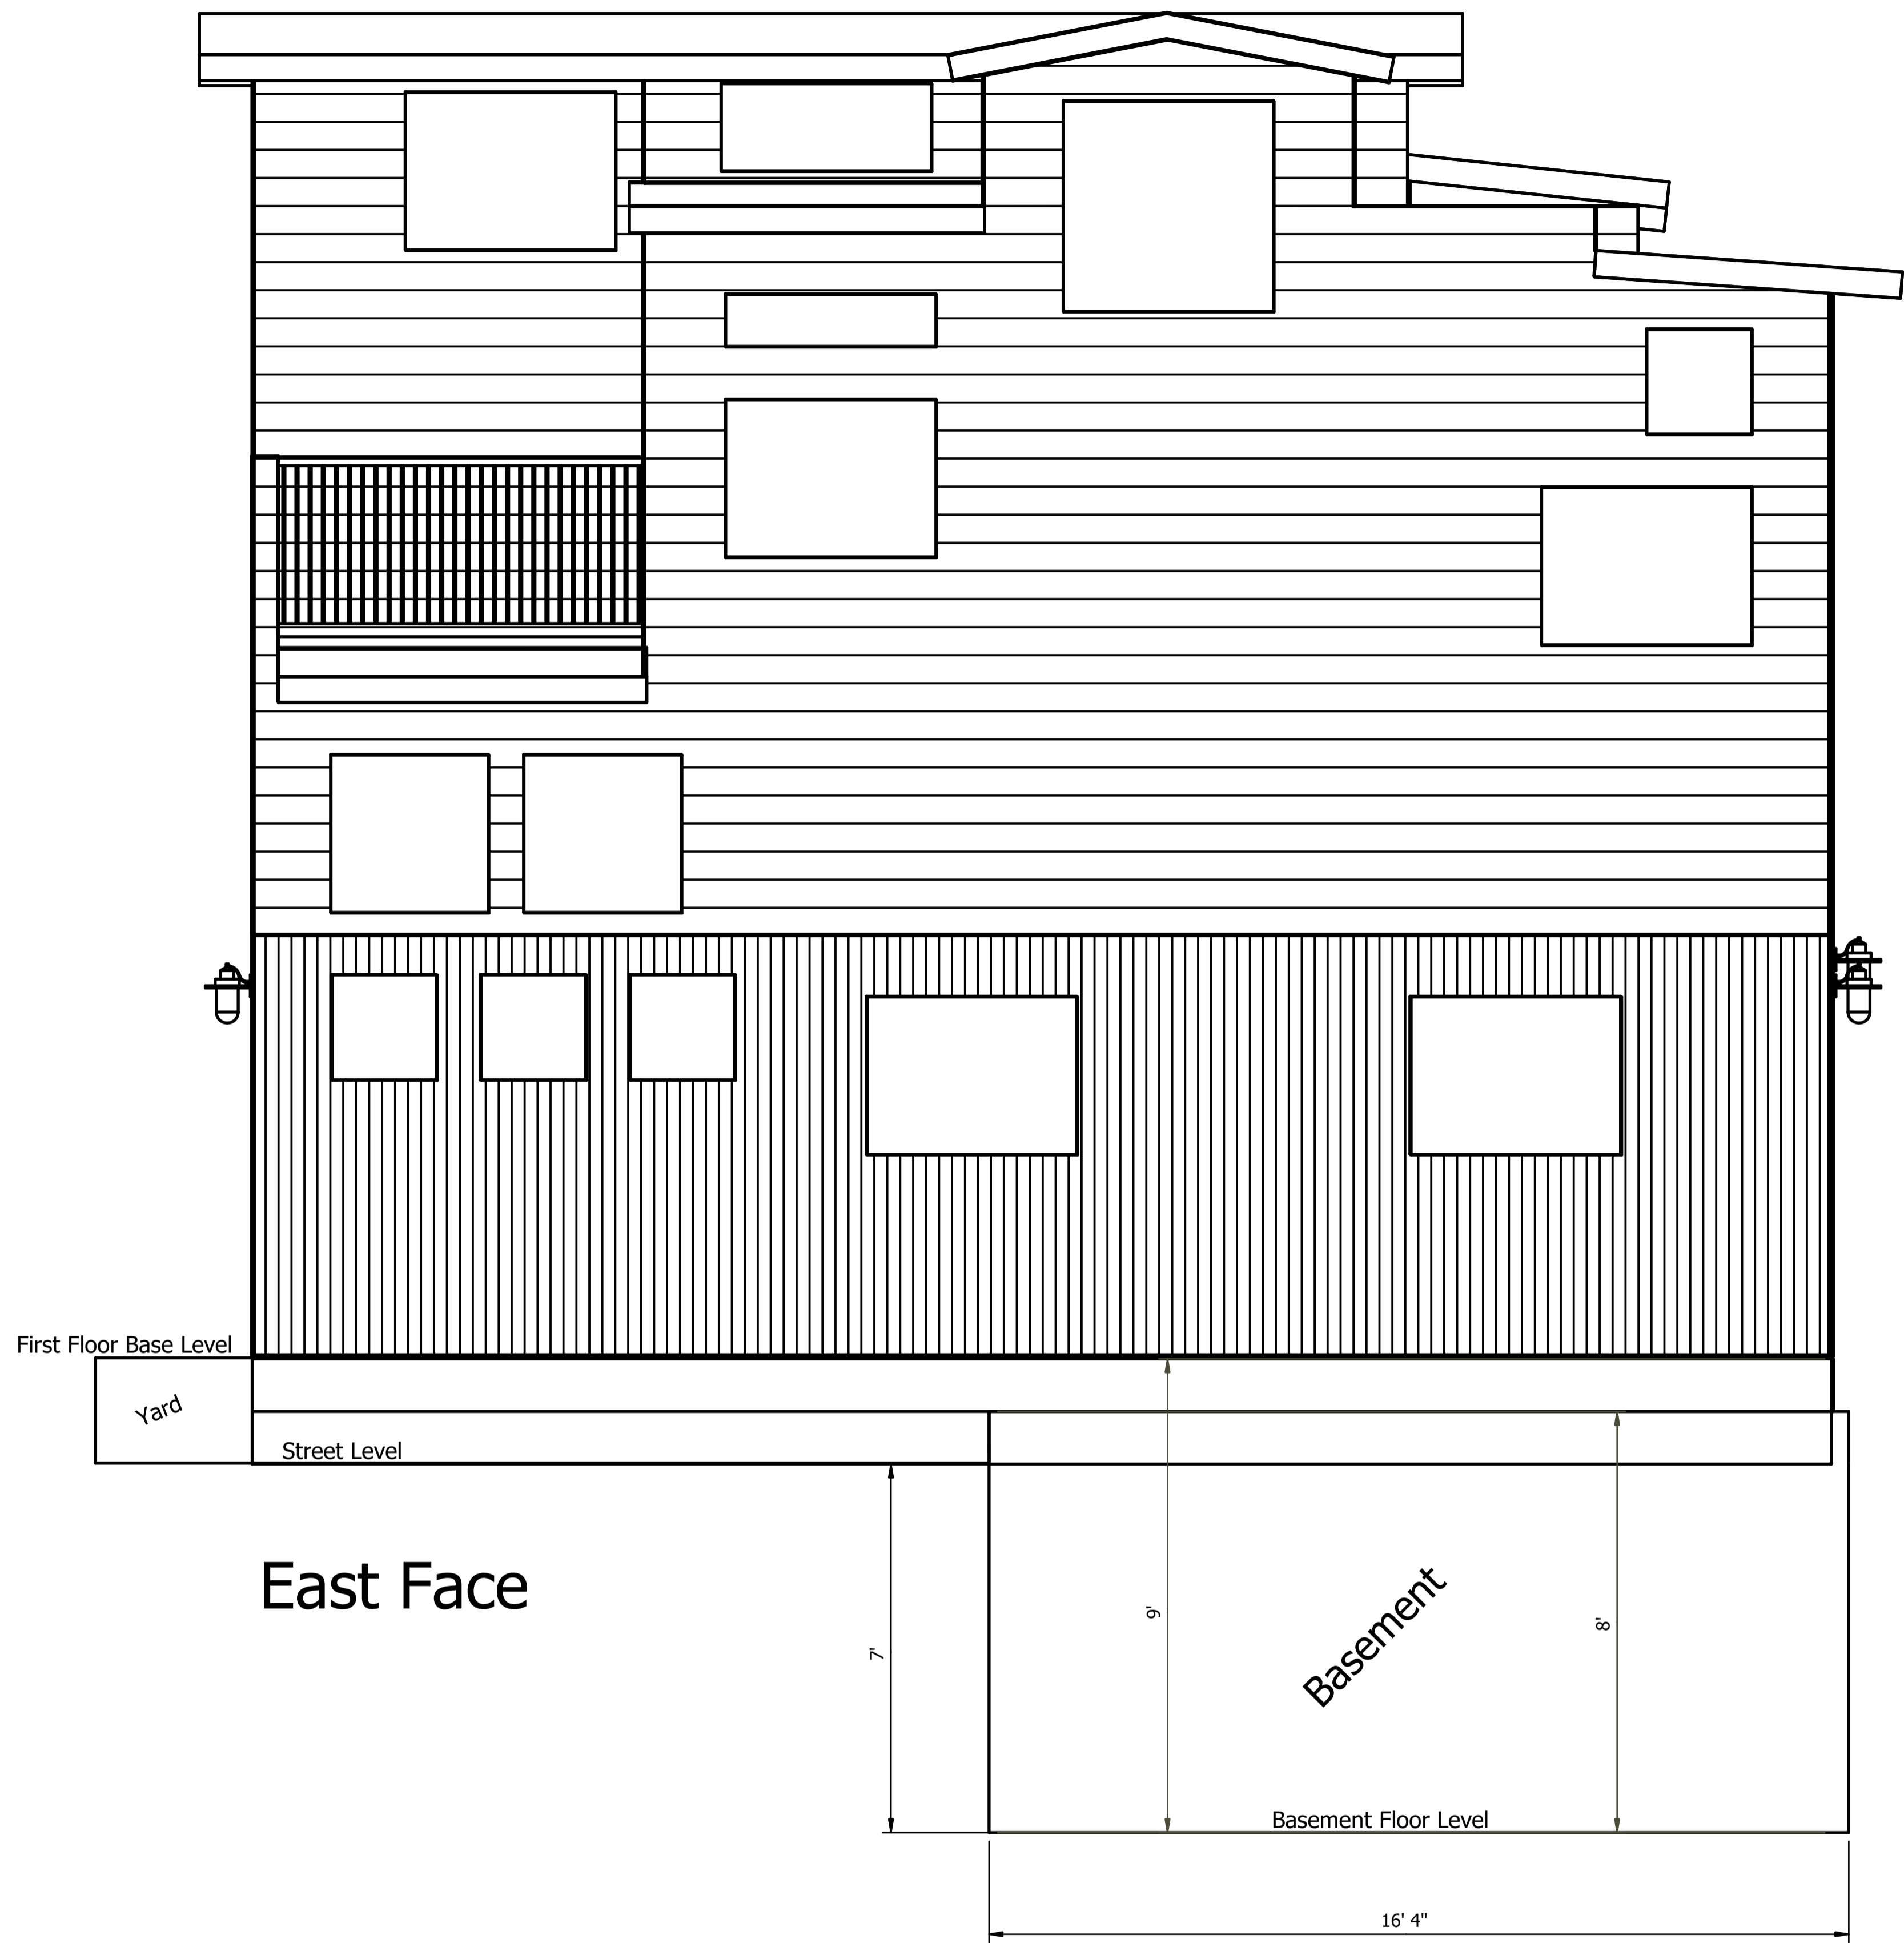 First Floor Base Level
Yard
Street Level
East Face
7'
9'
8'
Basement
Basement Floor Level
16' 4"